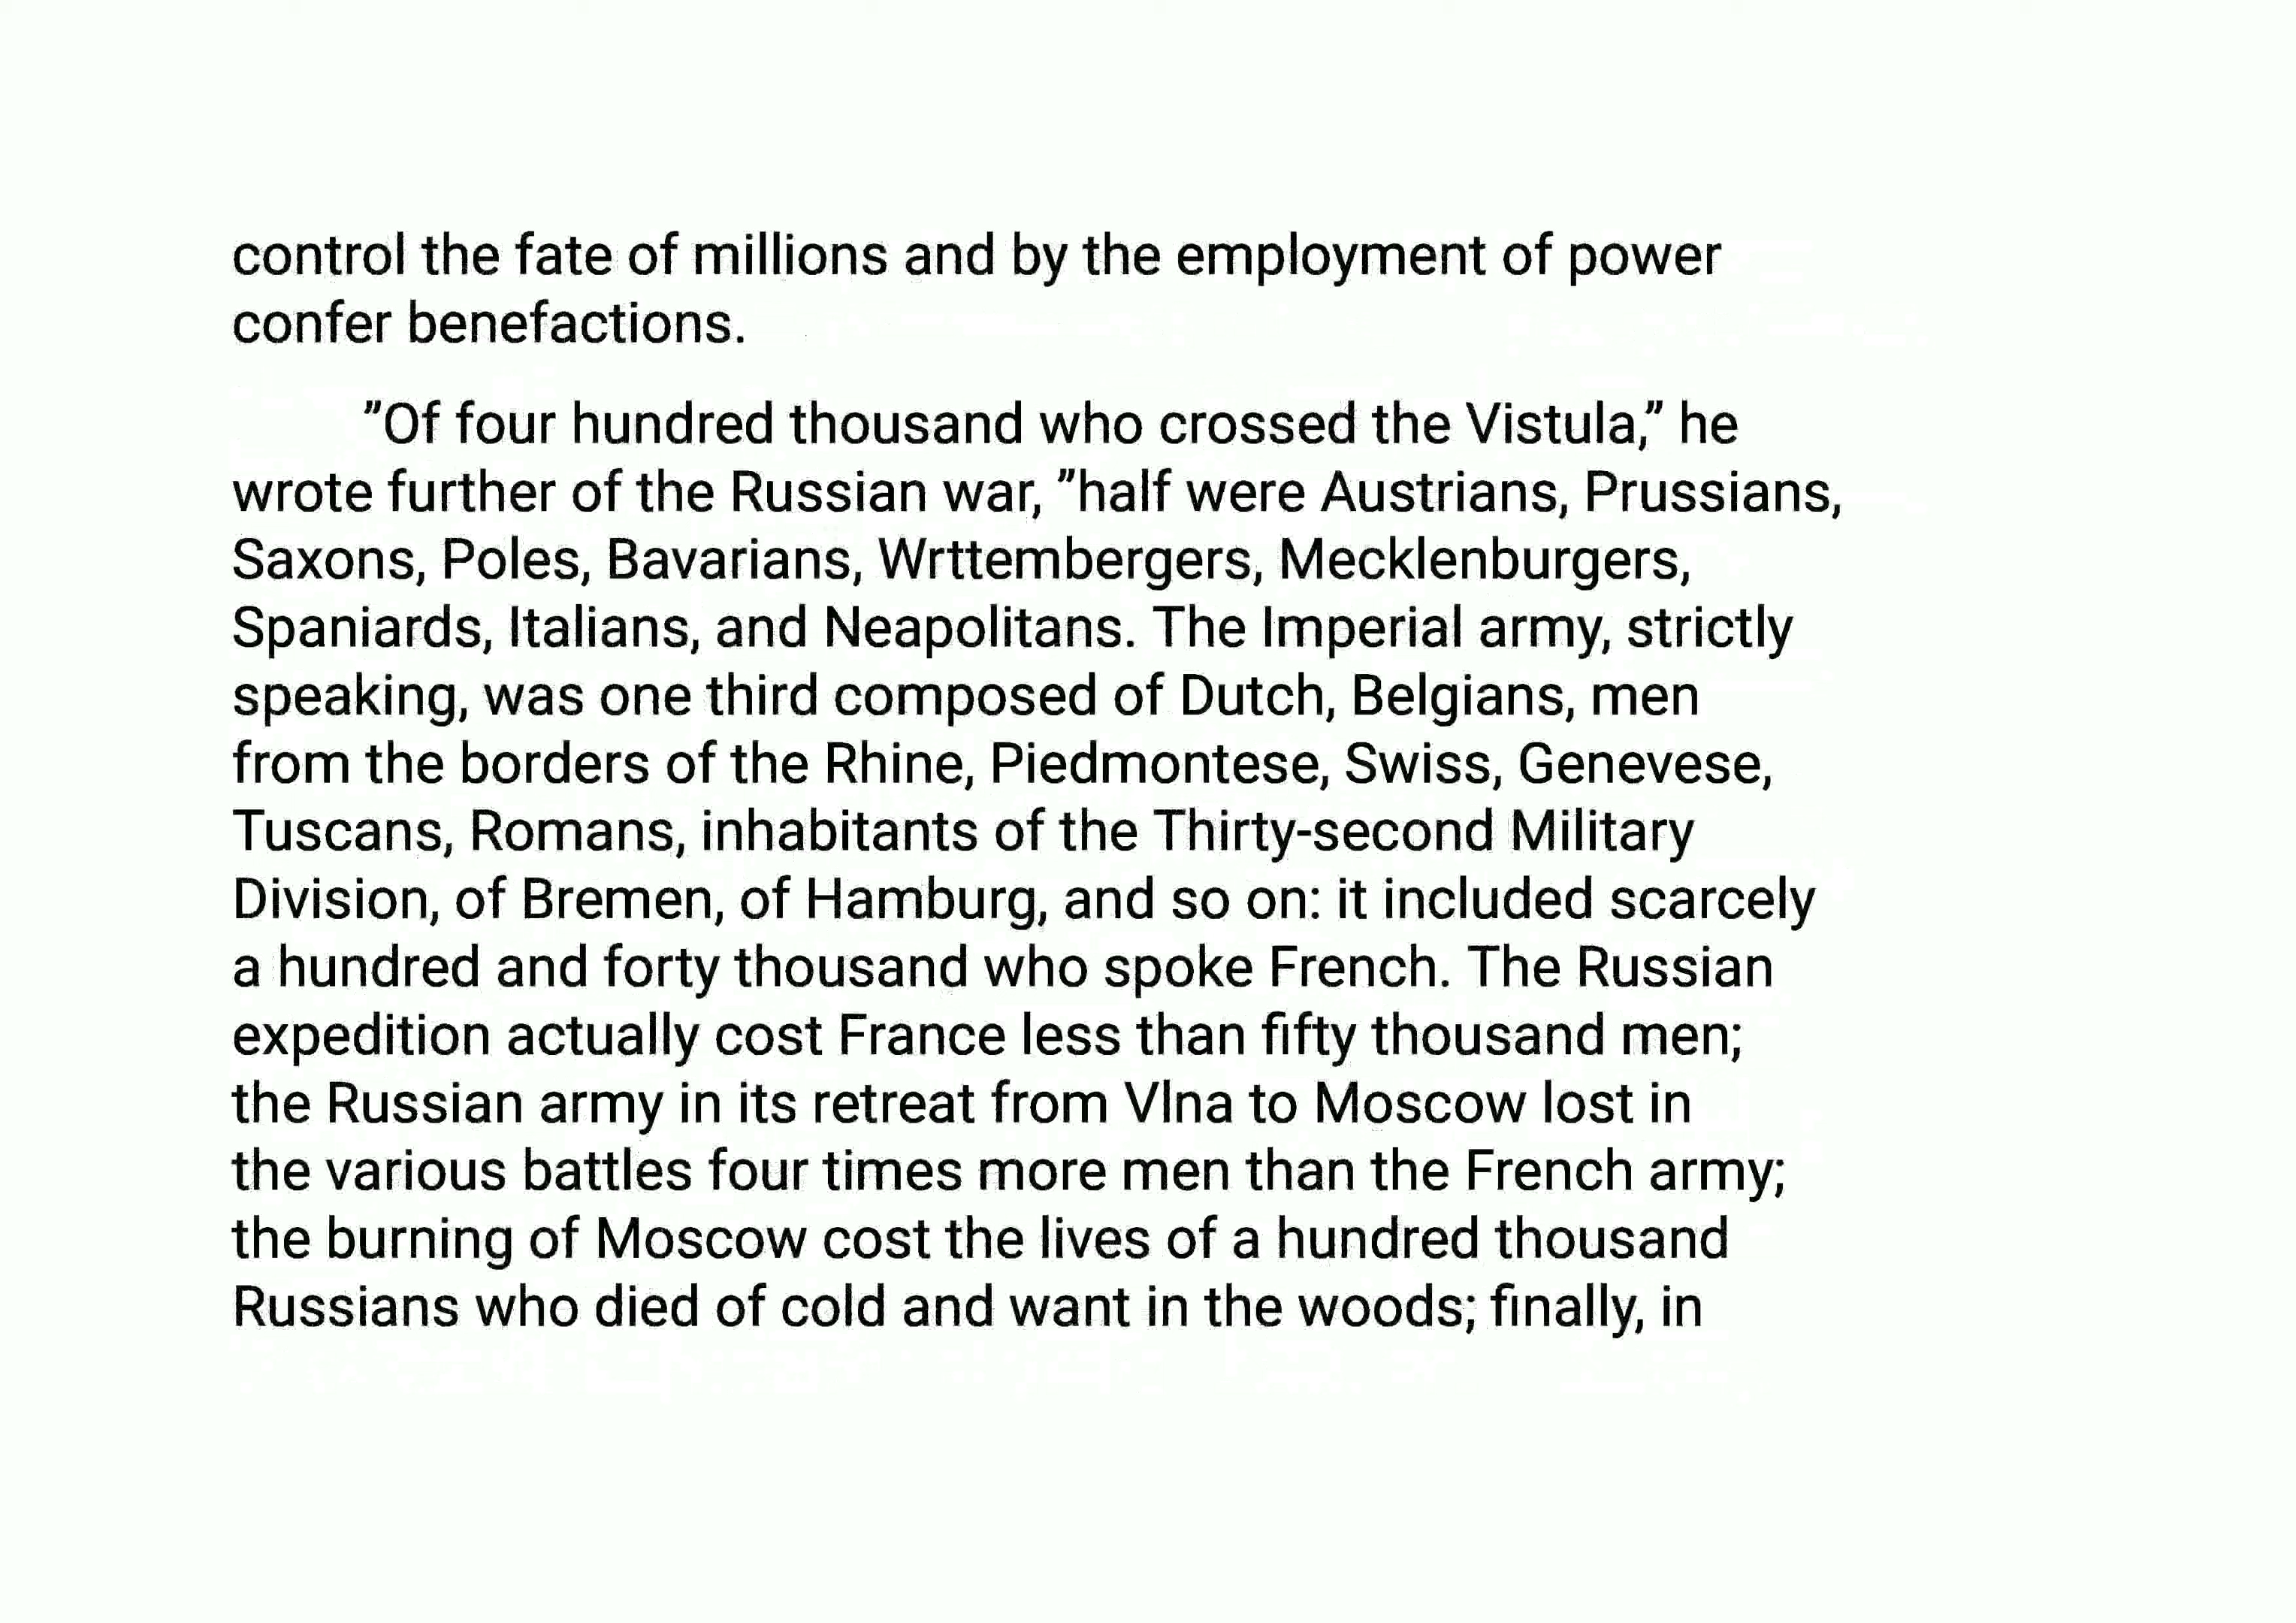 control the fate of millions and by the employment of power
confer benefactions.
”Of four hundred thousand who crossed the Vistula,” he
wrote further of the Russian war, ”half were Austrians, Prussians,
Saxons, Poles, Bavarians, Wrttembergers, Mecklenburgers,
Spaniards, Italians, and Neapolitans. The Imperial army, strictly
speaking, was one third composed of Dutch, Belgians, men
from the borders of the Rhine, Piedmontese, Swiss, Genevese,
Tuscans, Romans, inhabitants of the Thirty-second Military
Division, of Bremen, of Hamburg, and so on: it included scarcely
a hundred and forty thousand who spoke French. The Russian
expedition actually cost France less than fifty thousand men;
the Russian army in its retreat from Vlna to Moscow lost in
the various battles four times more men than the French army;
the burning of Moscow cost the lives of a hundred thousand
Russians who died of cold and want in the woods; finally, in